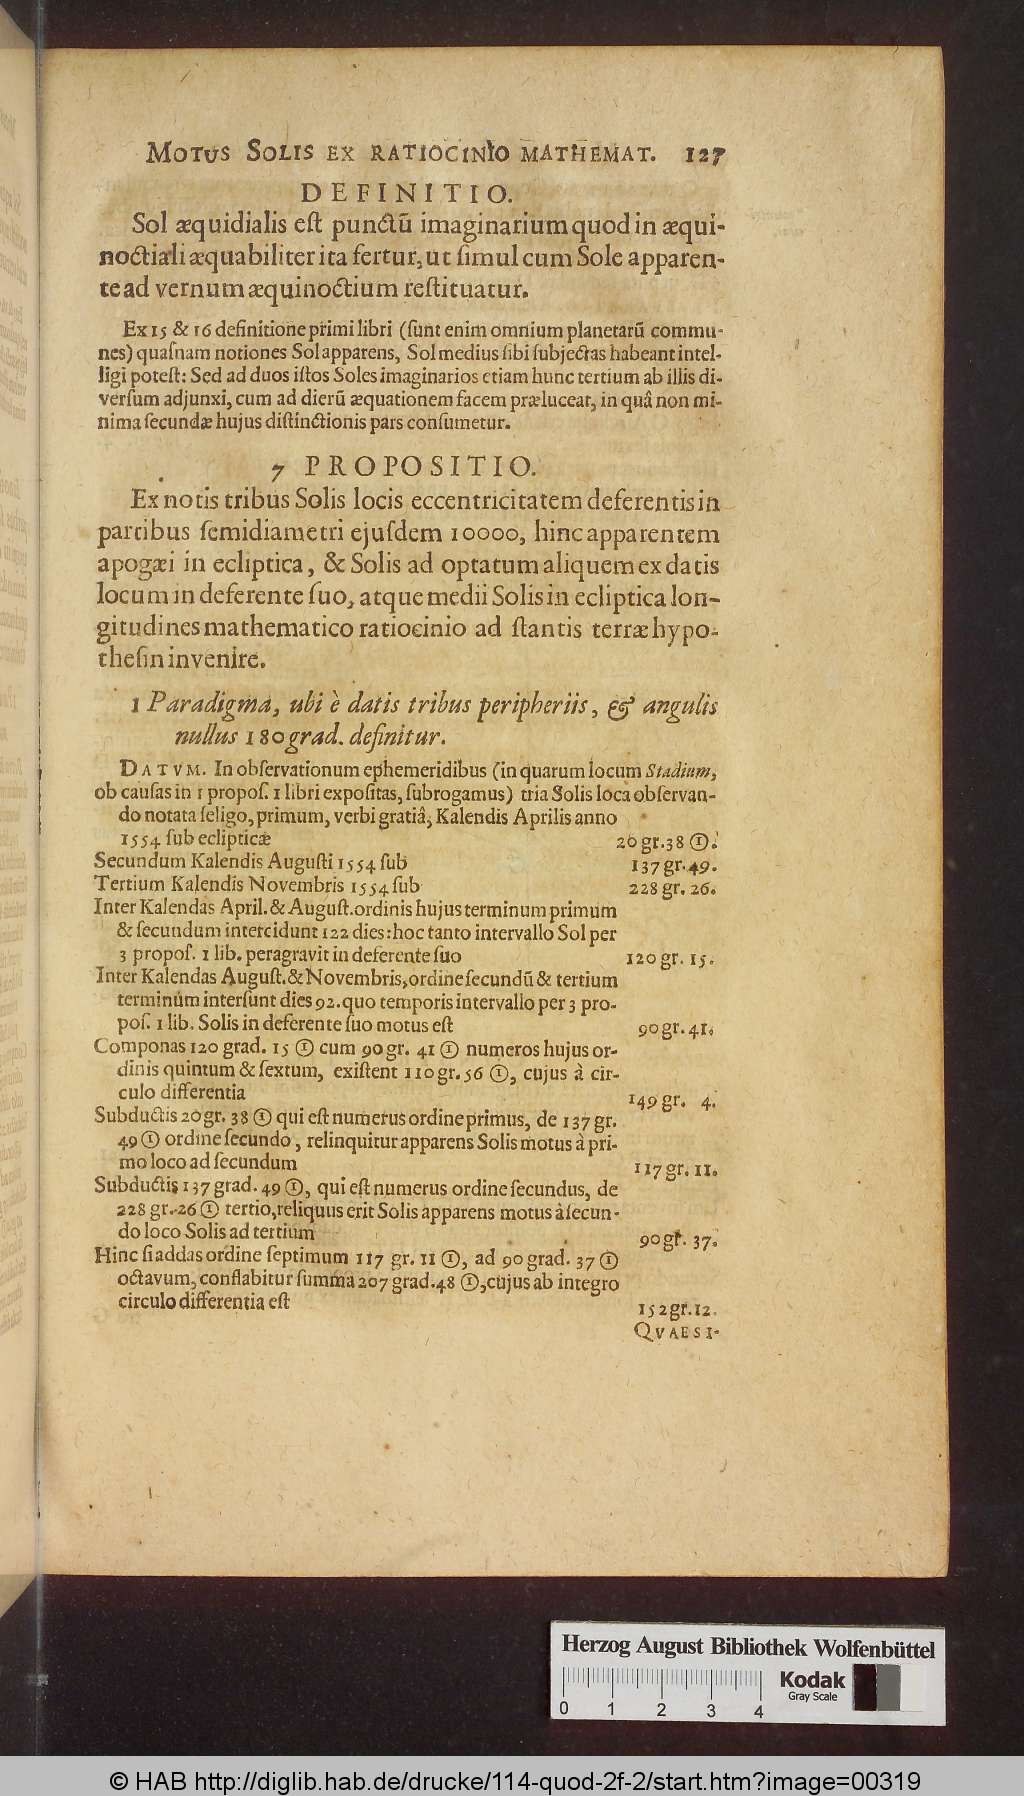 MOTUS SOLIS EX RATIOCINIO MATHEMAT. 127
DEFINITIO.
Sol æquidialis eſt punctū imaginarium quod in æqui-
noctiali æquabiliter ita fertur, ut ſimul cum Sole apparen-
te ad vernum æquinoctium reſtituatur.
Ex 15 & 16 definitione primi libri (ſunt enim omnium planetarū commu-
nes) quaſnam notiones Sol apparens, Sol medius ſibi ſubjectas habeant intel-
ligi poteſt: Sed ad duos iſtos Soles imaginarios etiam hunc tertium ab illis di-
verſum adjunxi, cum ad dierū æquationem facem præluceat, in quâ non mi-
nima ſecundæ hujus diſtinctionis pars conſumetur.
7 PROPOSITIO.
Ex notis tribus Solis locis eccentricitatem deferentis in
partibus ſemidiametri ejuſdem 10000, hinc apparentem
apogæi in ecliptica, & Solis ad optatum aliquem ex datis
locum in deferente ſuo, atque medii Solis in ecliptica lon-
gitudines mathematico ratiocinio ad ſtantis terræ hypo-
theſin invenire.
1 Paradigma, ubi è datis tribus peripheriis, & angulis
nullus 180 grad. definitur.
DATVM. In obſervationum ephemeridibus (in quarum locum Stadium,
ob cauſas in 1 propoſ. 1 libri expoſitas, ſubrogamus) tria Solis loca obſervan-
do notata ſeligo, primum, verbi gratiâ, Kalendis Aprilis anno
1554 ſub eclipticæ 20 gr. 38 ①.
Secundum Kalendis Auguſti 1554 ſub 137 gr. 49.
Tertium Kalendis Novembris 1554 ſub 228 gr. 26.
Inter Kalendas April. & Auguſt. ordinis hujus terminum primum
& ſecundum intercidunt 122 dies: hoc tanto intervallo Sol per
3 propoſ. 1 lib. peragravit in deferente ſuo 120 gr. 15.
Inter Kalendas Auguſt. & Novembris, ordine ſecundū & tertium
terminum interſunt dies 92. quo temporis intervallo per 3 pro-
poſ. 1 lib. Solis in deferente ſuo motus eſt 90 gr. 41.
Componas 120 grad. 15 ① cum 90 gr. 41 ① numeros hujus or-
dinis quintum & ſextum, exiſtent 110 gr. 56 ①, cujus à cir-
culo differentia 149 gr. 4.
Subductis 20 gr. 38 ① qui eſt numerus ordine primus, de 137 gr.
49 ① ordine ſecundo, relinquitur apparens Solis motus à pri-
mo loco ad ſecundum 117 gr. 11.
Subductis 137 grad. 49 ①, qui eſt numerus ordine ſecundus, de
228 gr. 26 ① tertio, reliquus erit Solis apparens motus à ſecun-
do loco Solis ad tertium 90 gr. 37.
Hinc ſi addas ordine ſeptimum 117 gr. 11 ①, ad 90 grad. 37 ①
octavum, conflabitur ſumma 207 grad. 48 ①, cujus ab integro
circulo differentia eſt 152 gr. 12.
QVAESI-
Herzog August Bibliothek Wolfenbüttel
Kodak
Gray Scale
0 1 2 3 4
© HAB http://diglib.hab.de/drucke/114-quod-2f-2/start.htm?image=00319